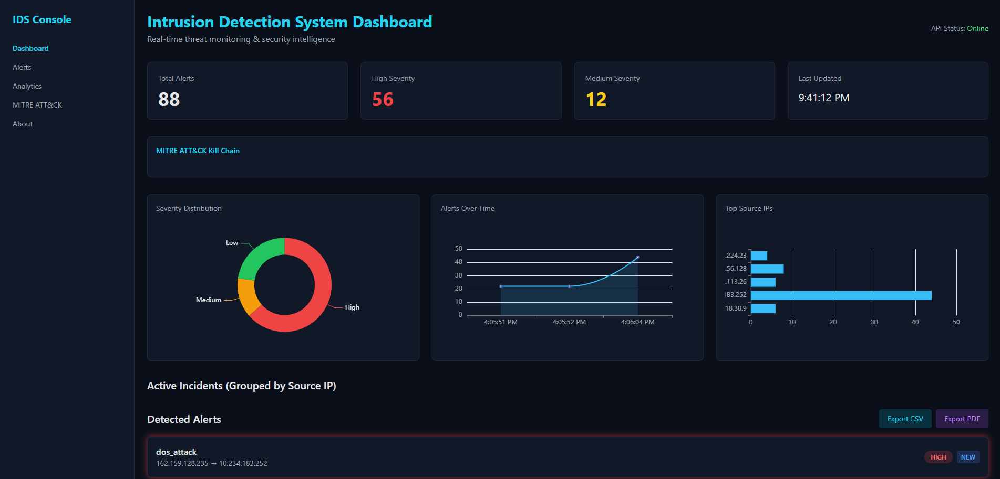 IDS Console
Dashboard
Alerts
Analytics
MITRE ATT&CK
About
Intrusion Detection System Dashboard
Real-time threat monitoring & security intelligence
API Status: Online
Total Alerts
88
High Severity
56
Medium Severity
12
Last Updated
9:41:12 PM
MITRE ATT&CK Kill Chain
Severity Distribution
Low
Medium
High
Alerts Over Time
50
40
30
20
10
0
4:05:51 PM 4:05:52 PM 4:06:04 PM
Top Source IPs
.224.23
.56.128
.113.26
83.252
18.38.9
0 10 20 30 40 50
Active Incidents (Grouped by Source IP)
Detected Alerts
Export CSV Export PDF
dos_attack
162.159.128.235 → 10.234.183.252
HIGH NEW